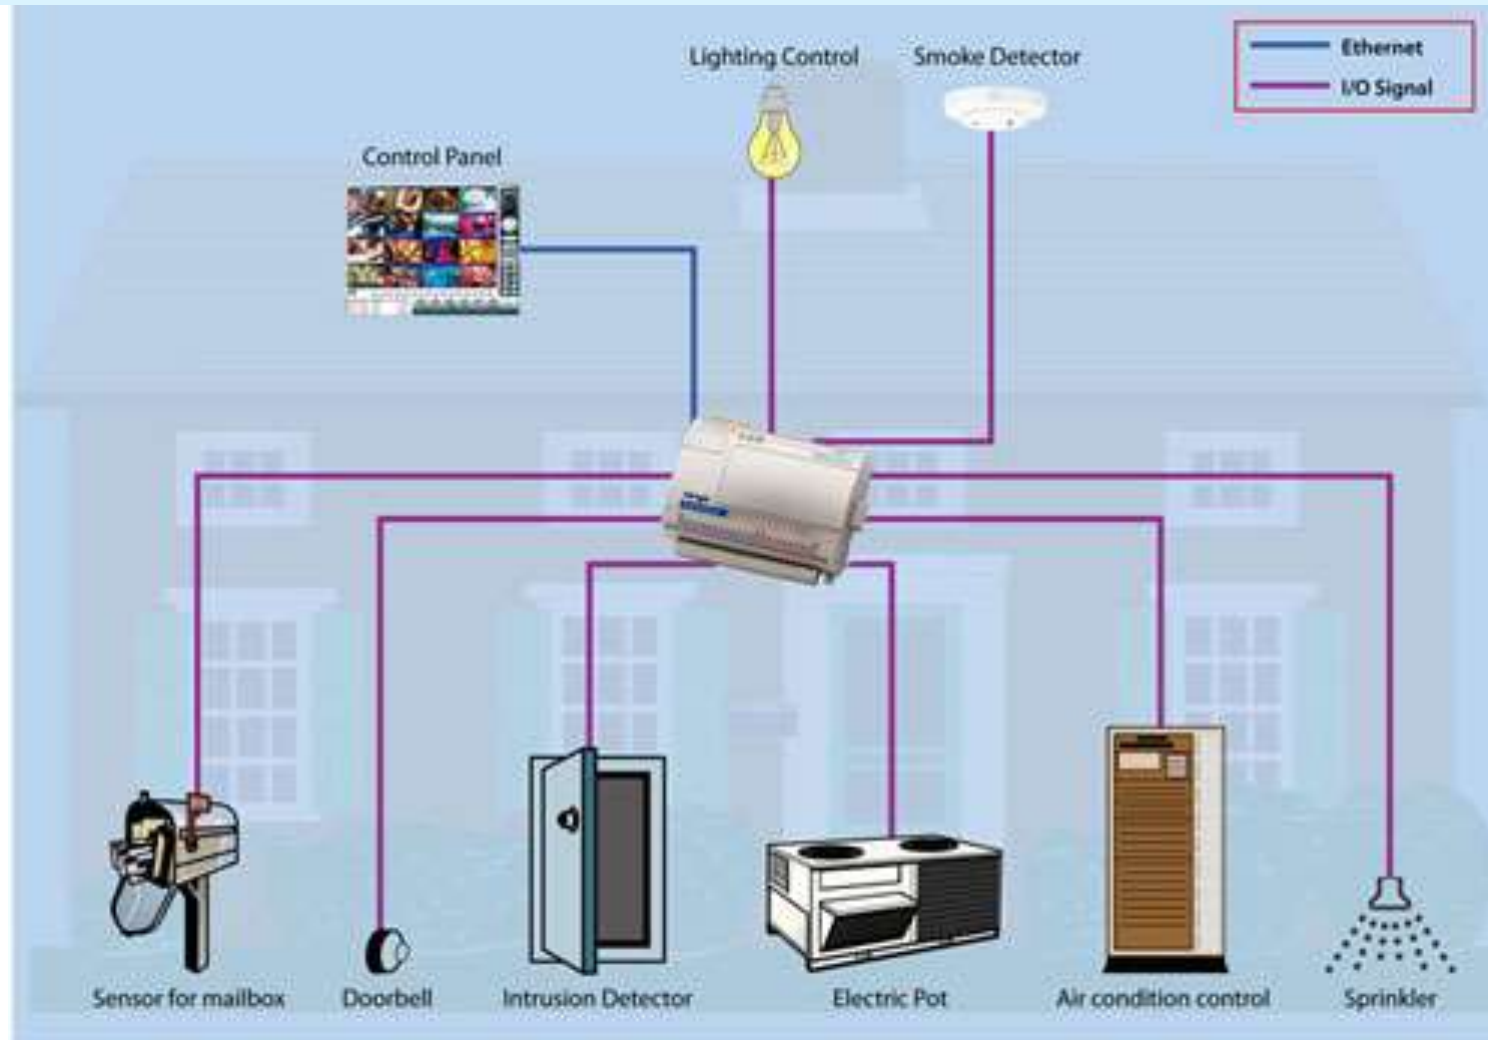 Lighting Control
Smoke Detector
Ethernet
I/O Signal
Control Panel
Sensor for mailbox
Doorbell
Intrusion Detector
Electric Pot
Air condition control
Sprinkler